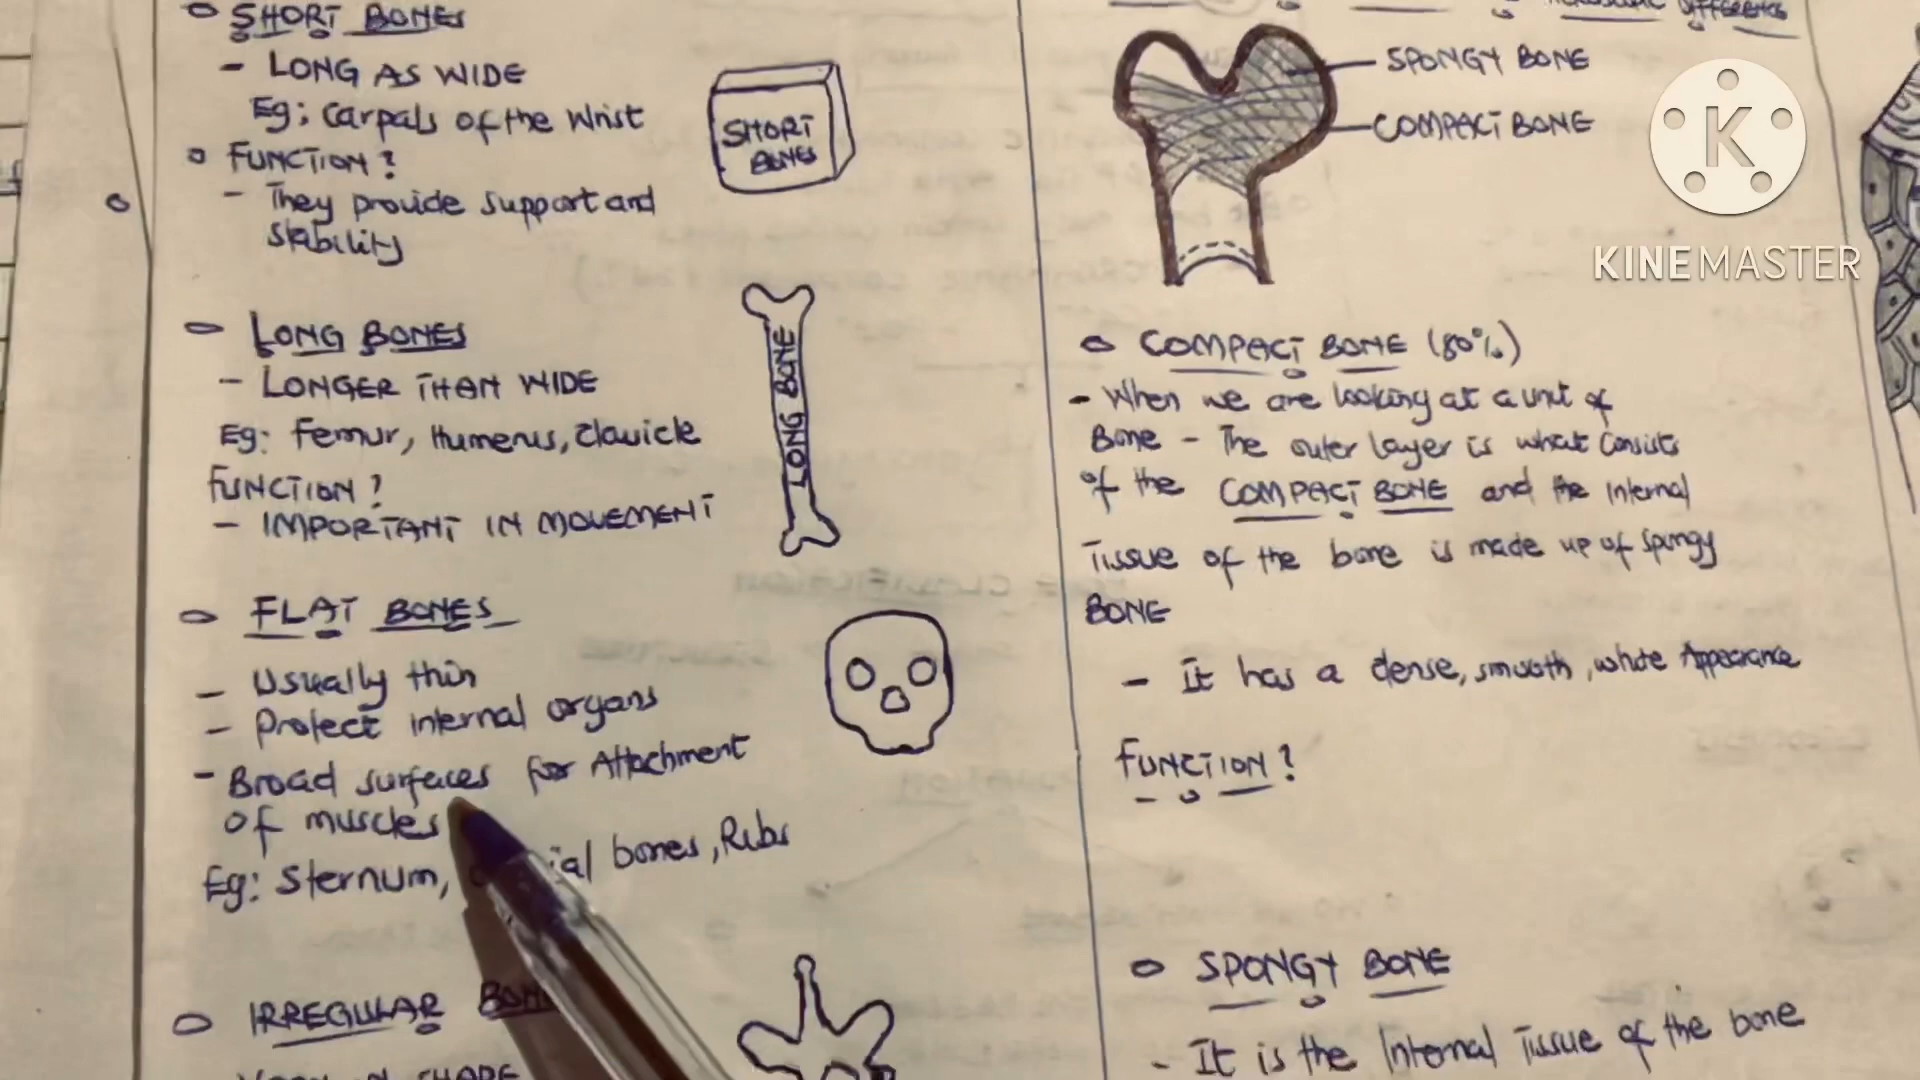 SHORT BONES
- LONG AS WIDE
Eg: Carpals of the Wrist
FUNCTION?
- They provide support and
stability
SHORT
BONES
LONG BONES
- LONGER THAN WIDE
Eg: Femur, Humerus, Clavicle
FUNCTION?
- IMPORTANT IN MOVEMENT
LONG BONE
FLAT BONES
- Usually thin
- Protect internal organs
- Broad surfaces for Attachment
of muscles
Eg: Sternum, bones, Ribs
IRREGULAR
SHAPE
DIFFERENCE
SPONGY BONE
COMPACT BONE
COMPACT BONE (80%)
- When we are looking at a unit of
Bone - The outer layer is what consists
of the COMPACT BONE and the internal
Tissue of the bone is made up of spongy
BONE
- It has a dense, smooth, white Appearance
FUNCTION?
SPONGY BONE
- It is the Internal Tissue of the bone
K
KINEMASTER